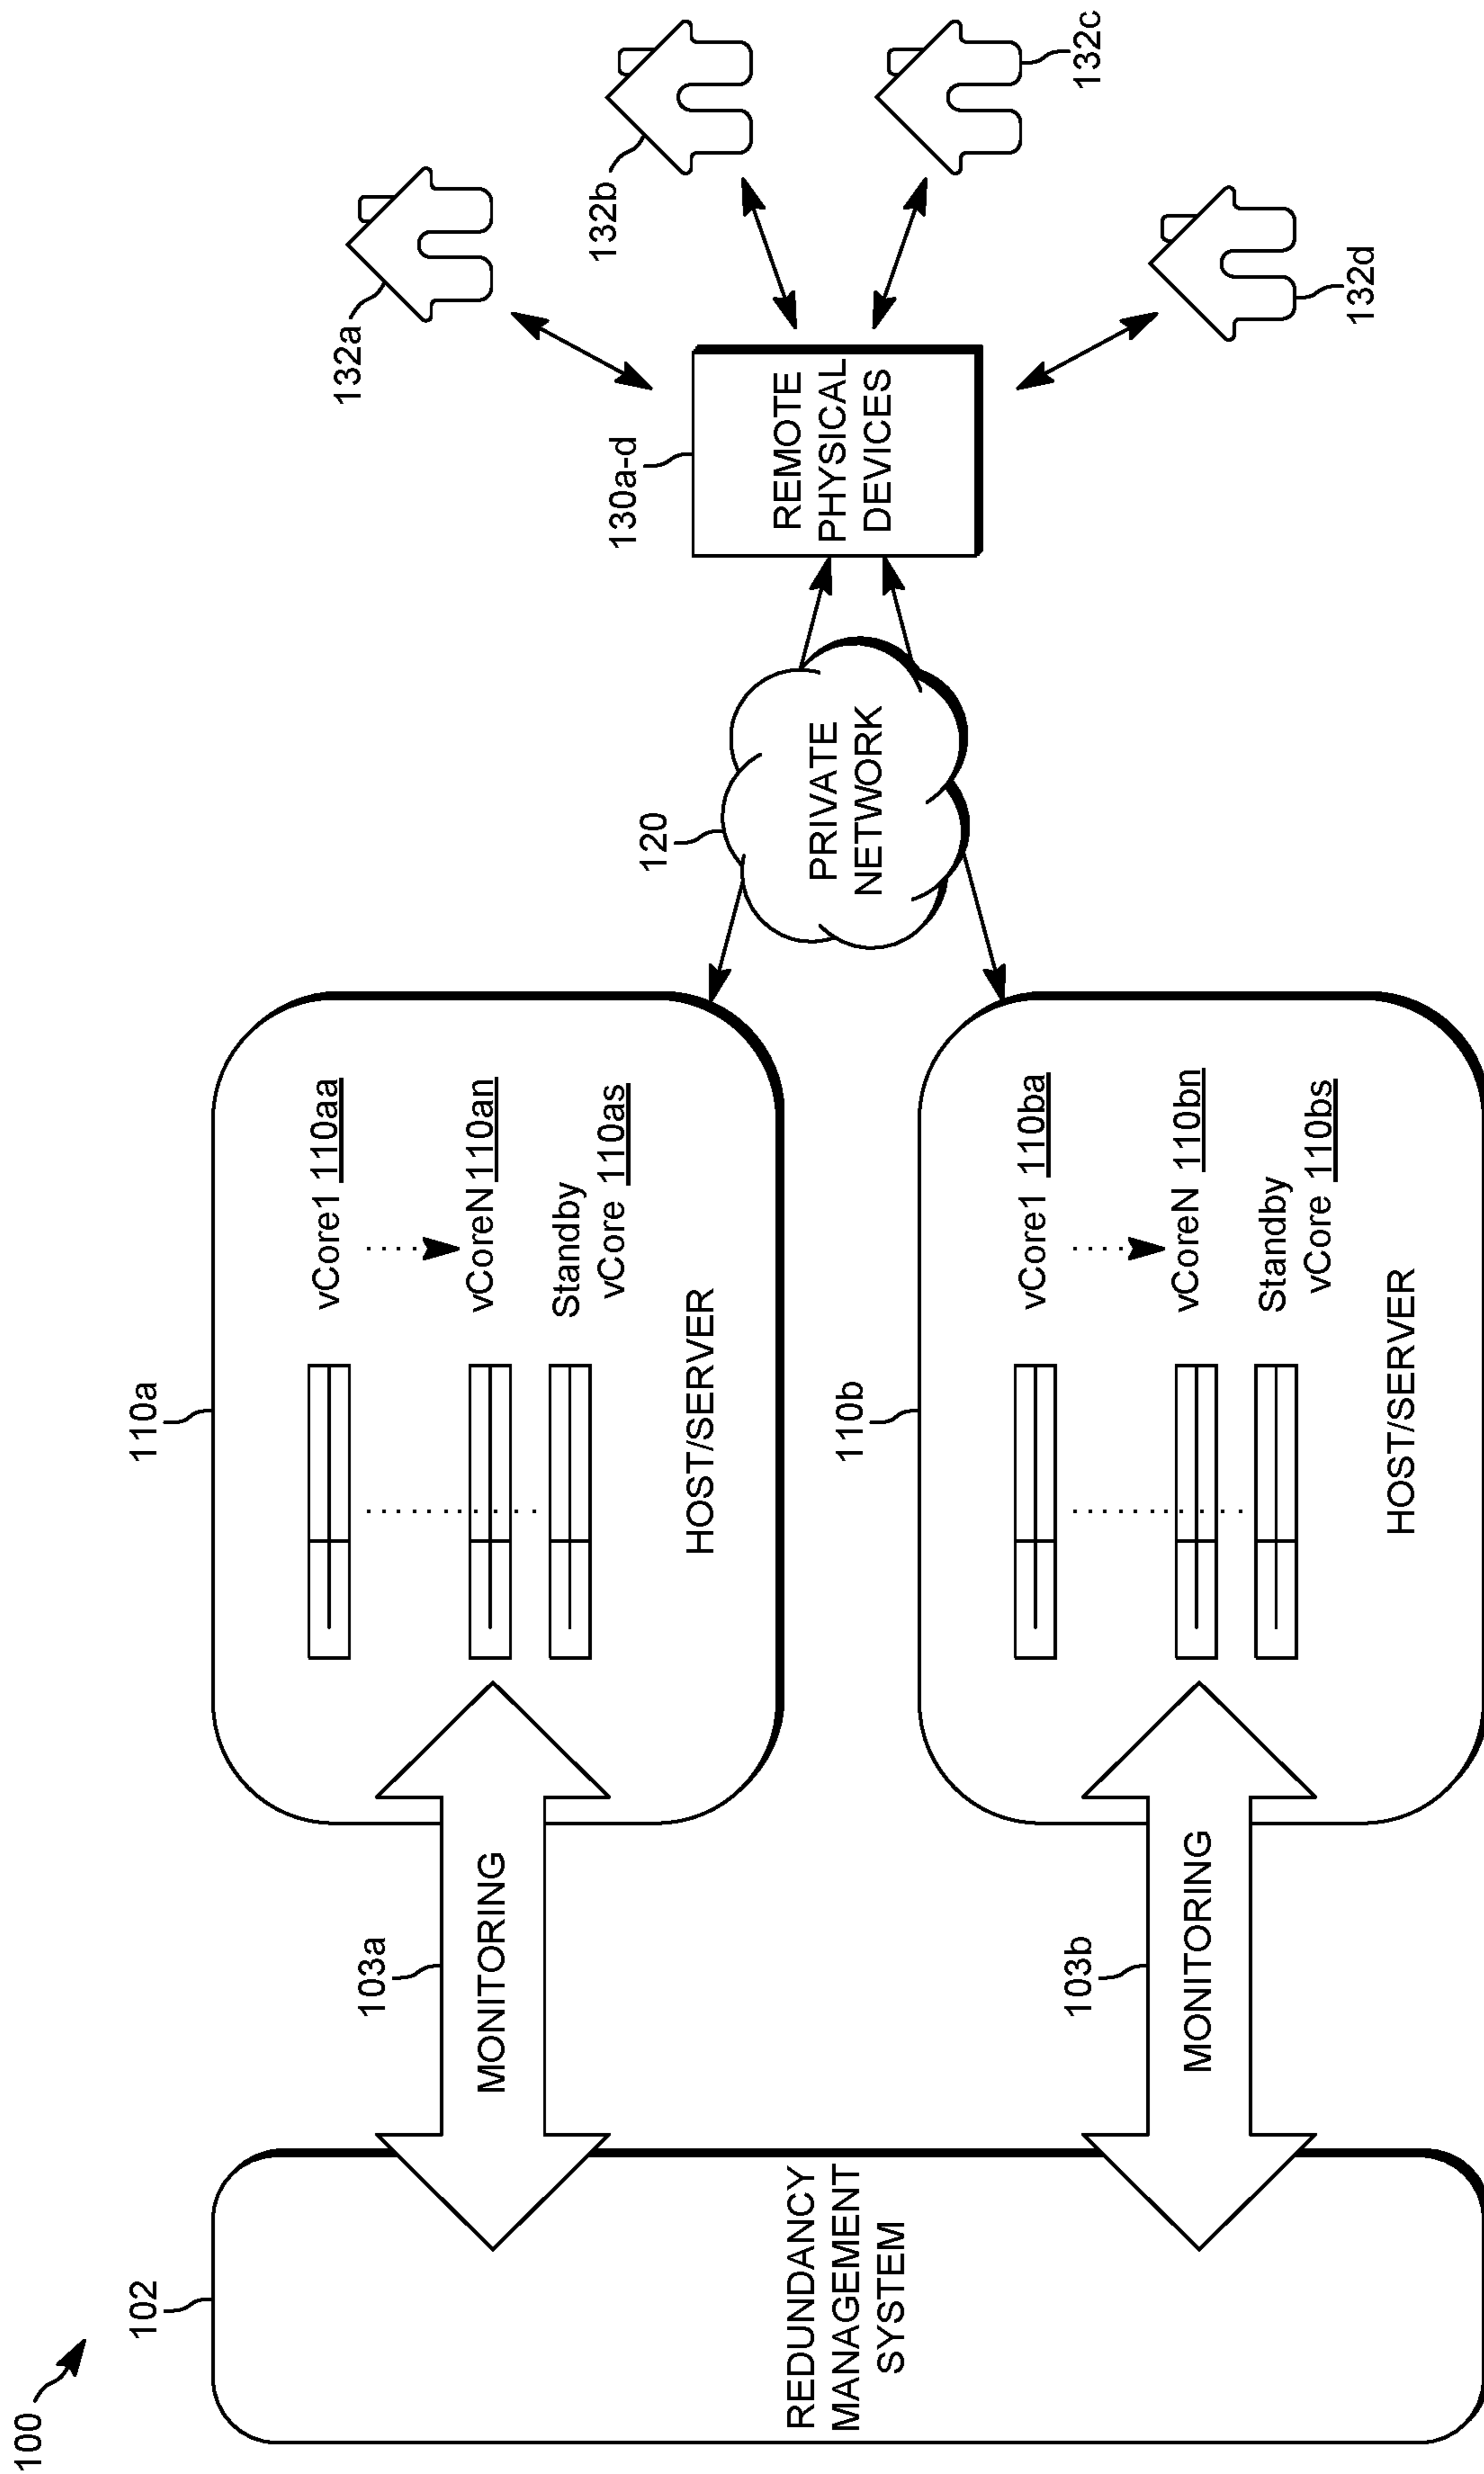 100
102
REDUNDANCY
MANAGEMENT
SYSTEM
103a
MONITORING
103b
MONITORING
110a
vCore1 110aa
vCoreN 110an
Standby
vCore 110as
HOST/SERVER
110b
vCore1 110ba
vCoreN 110bn
Standby
vCore 110bs
HOST/SERVER
120
PRIVATE
NETWORK
130a-d
REMOTE
PHYSICAL
DEVICES
132a
132b
132c
132d